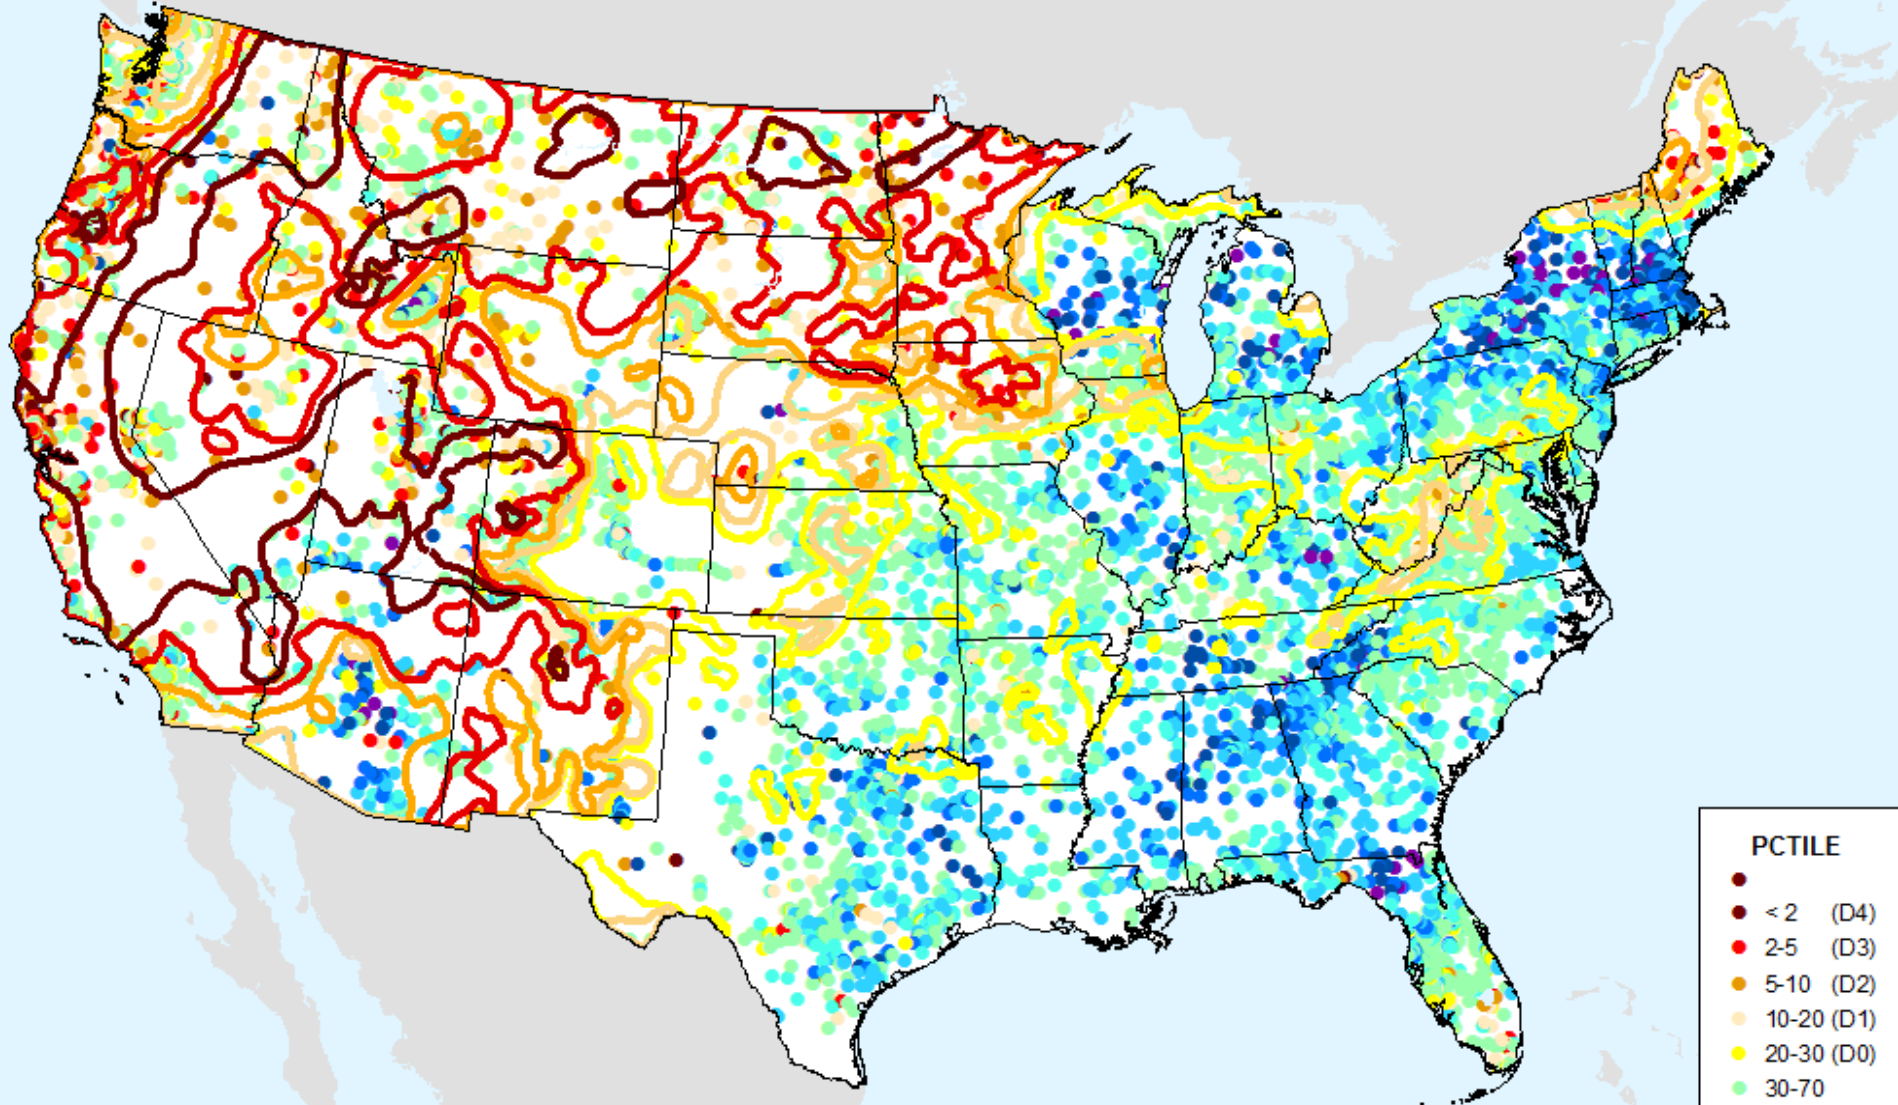 PCTILE
< 2 (D4)
2-5 (D3)
5-10 (D2)
10-20 (D1)
20-30 (D0)
30-70